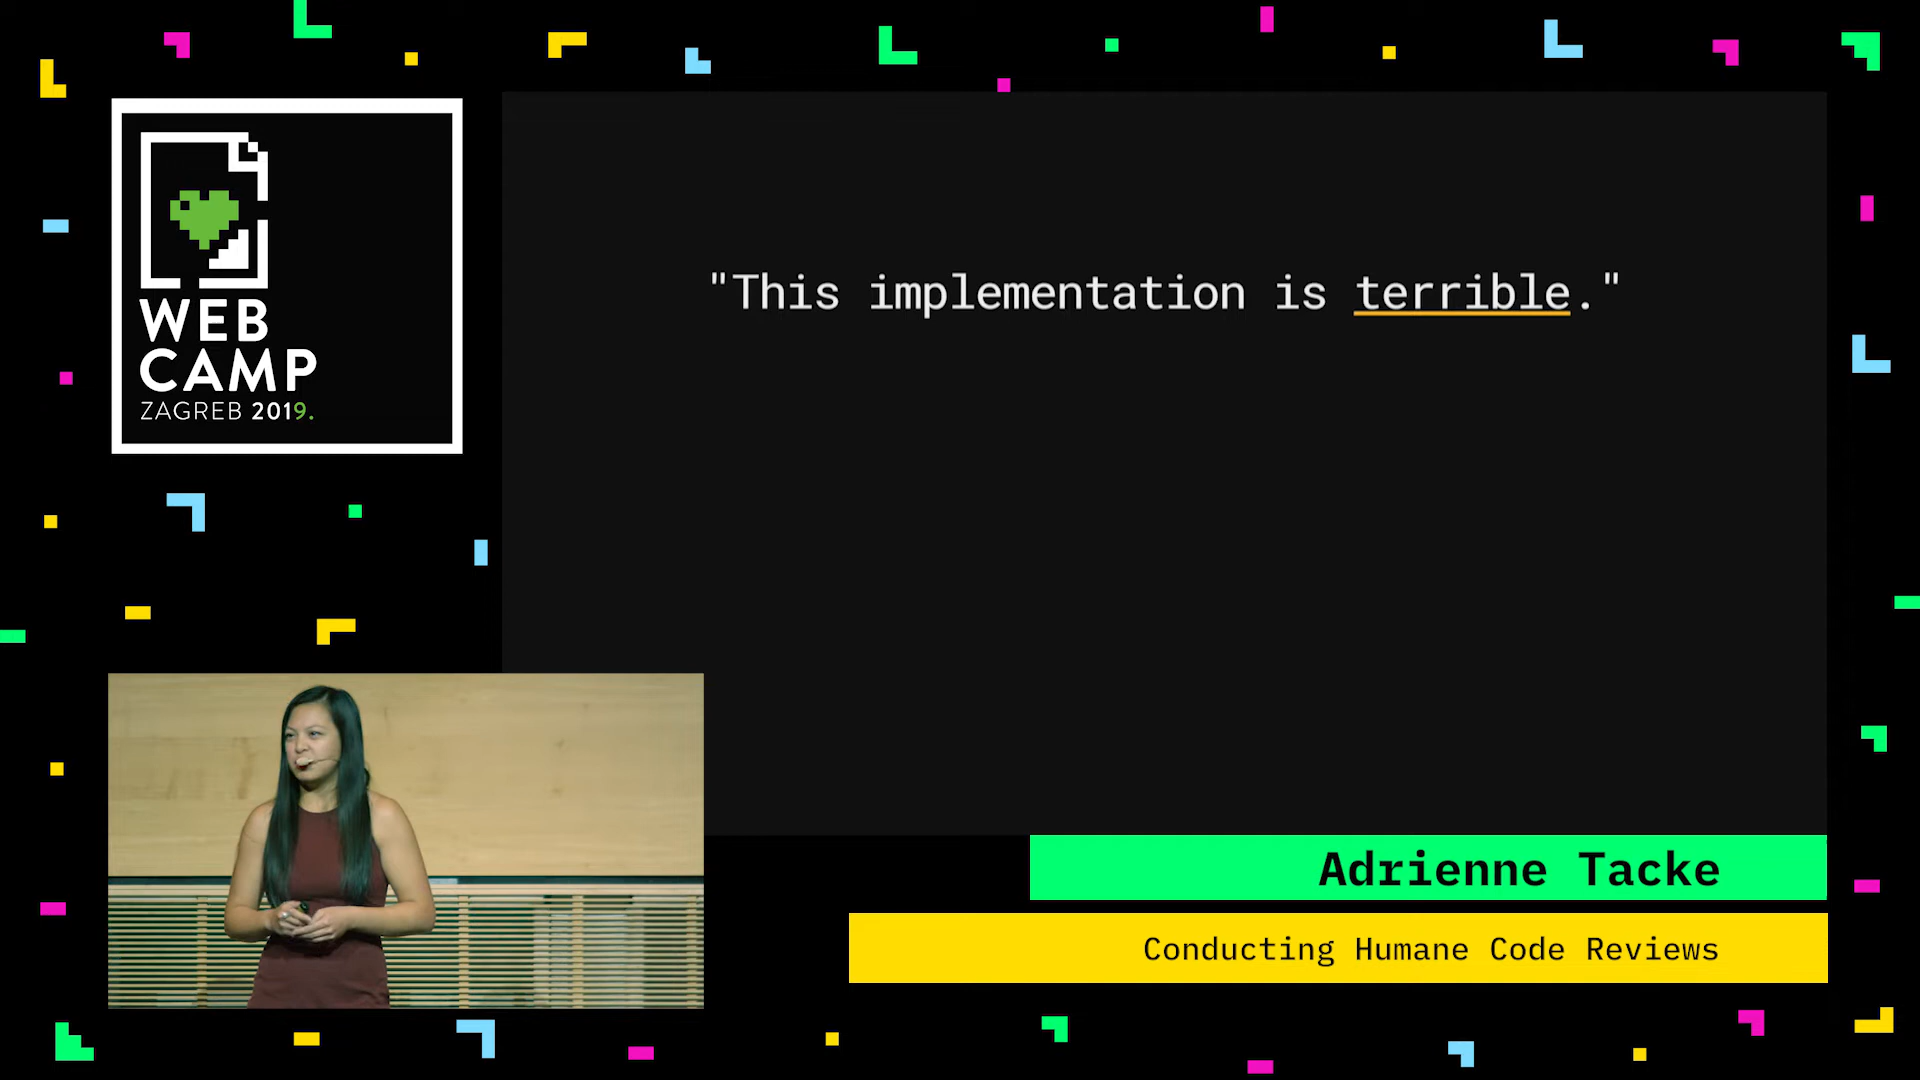 WEB
CAMP
ZAGREB 2019.
"This implementation is terrible."
Adrienne Tacke
Conducting Humane Code Reviews